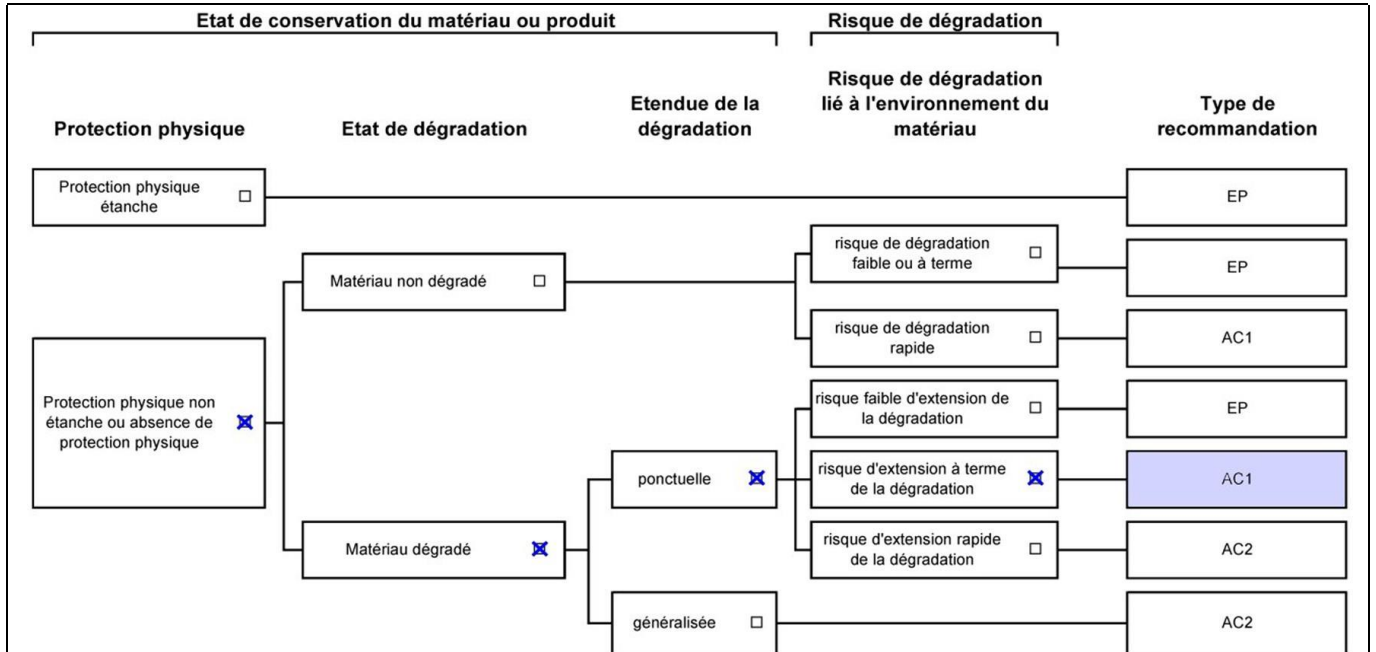 Etat de conservation du matériau ou produit
Risque de dégradation
Protection physique
Etat de dégradation
Etendue de la
dégradation
Risque de dégradation
lié à l'environnement du
matériau
Type de
recommandation
Protection physique
étanche
EP
risque de dégradation
faible ou à terme
EP
Matériau non dégradé
risque de dégradation
rapide
AC1
Protection physique non
étanche ou absence de
protection physique
risque faible d'extension de
la dégradation
EP
ponctuelle
risque d'extension à terme
de la dégradation
AC1
Matériau dégradé
risque d'extension rapide
de la dégradation
AC2
généralisée
AC2